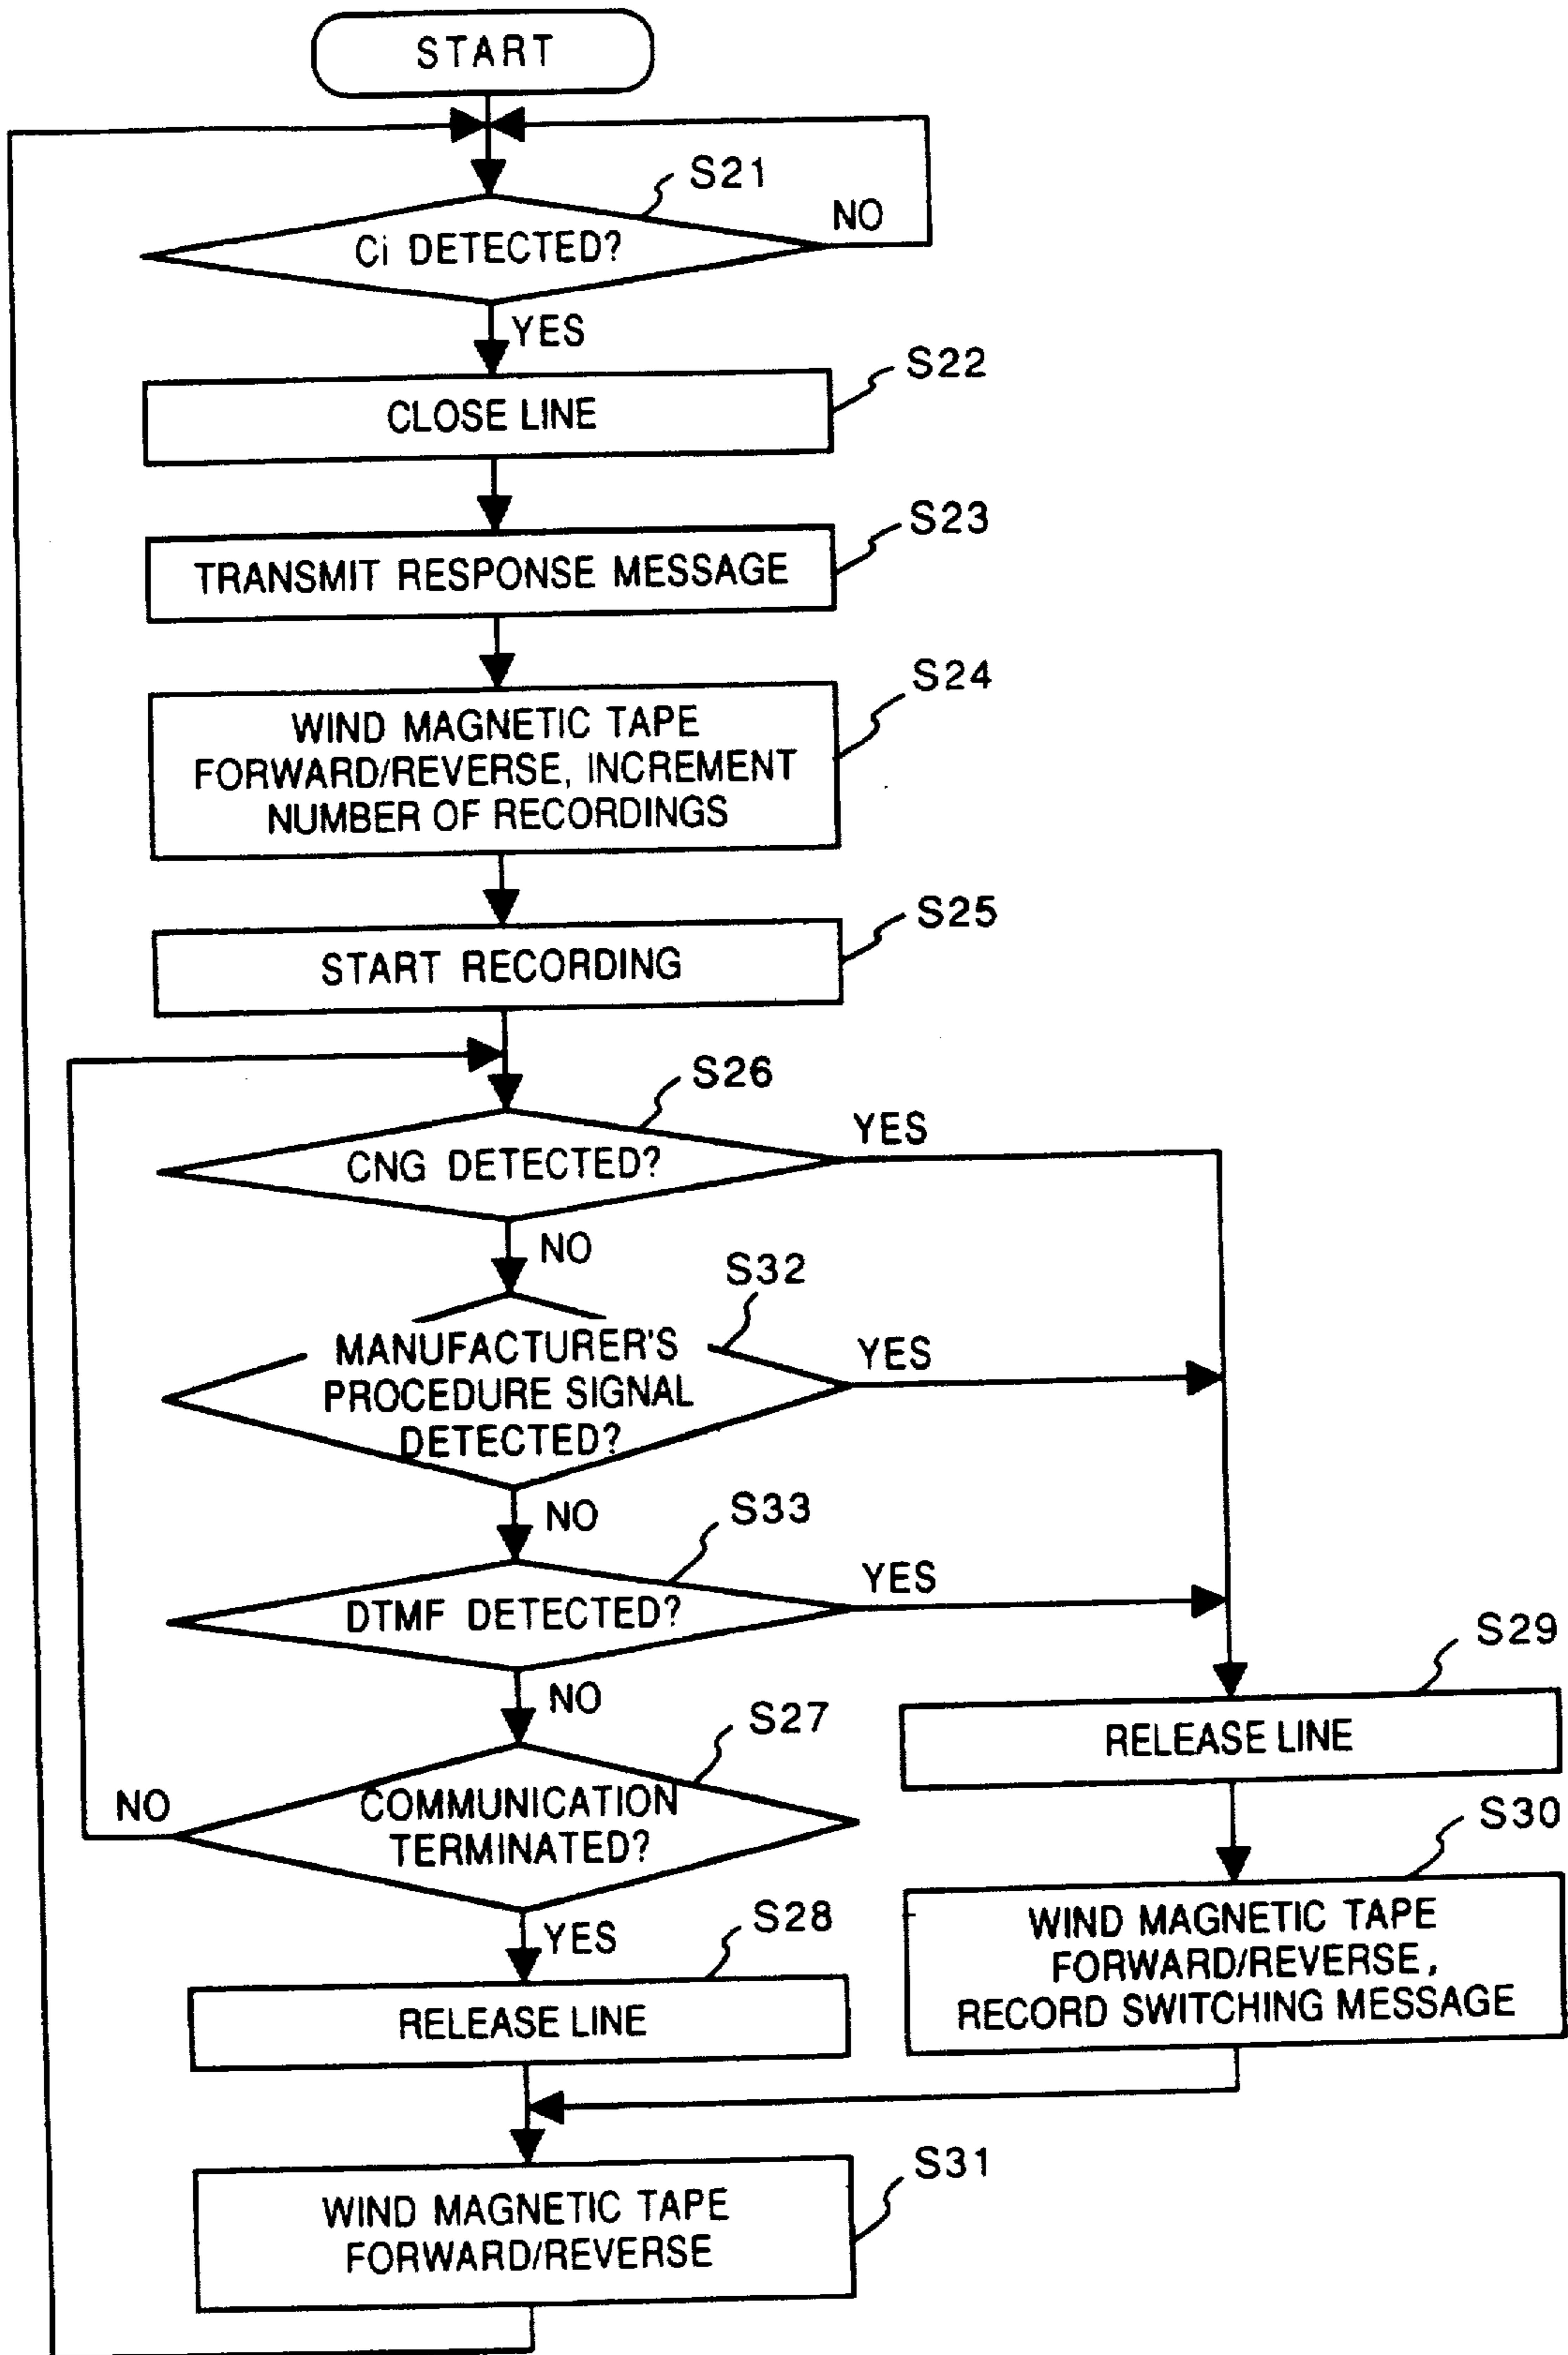 START
S21
NO
Ci DETECTED?
YES
S22
CLOSE LINE
S23
TRANSMIT RESPONSE MESSAGE
S24
WIND MAGNETIC TAPE
FORWARD/REVERSE, INCREMENT
NUMBER OF RECORDINGS
S25
START RECORDING
S26
YES
CNG DETECTED?
NO
S32
MANUFACTURER'S
YES
PROCEDURE SIGNAL
DETECTED?
NO
S33
YES
DTMF DETECTED?
NO
S27
NO
COMMUNICATION
TERMINATED?
YES
S28
RELEASE LINE
S29
RELEASE LINE
S30
WIND MAGNETIC TAPE
FORWARD/REVERSE,
RECORD SWITCHING MESSAGE
S31
WIND MAGNETIC TAPE
FORWARD/REVERSE